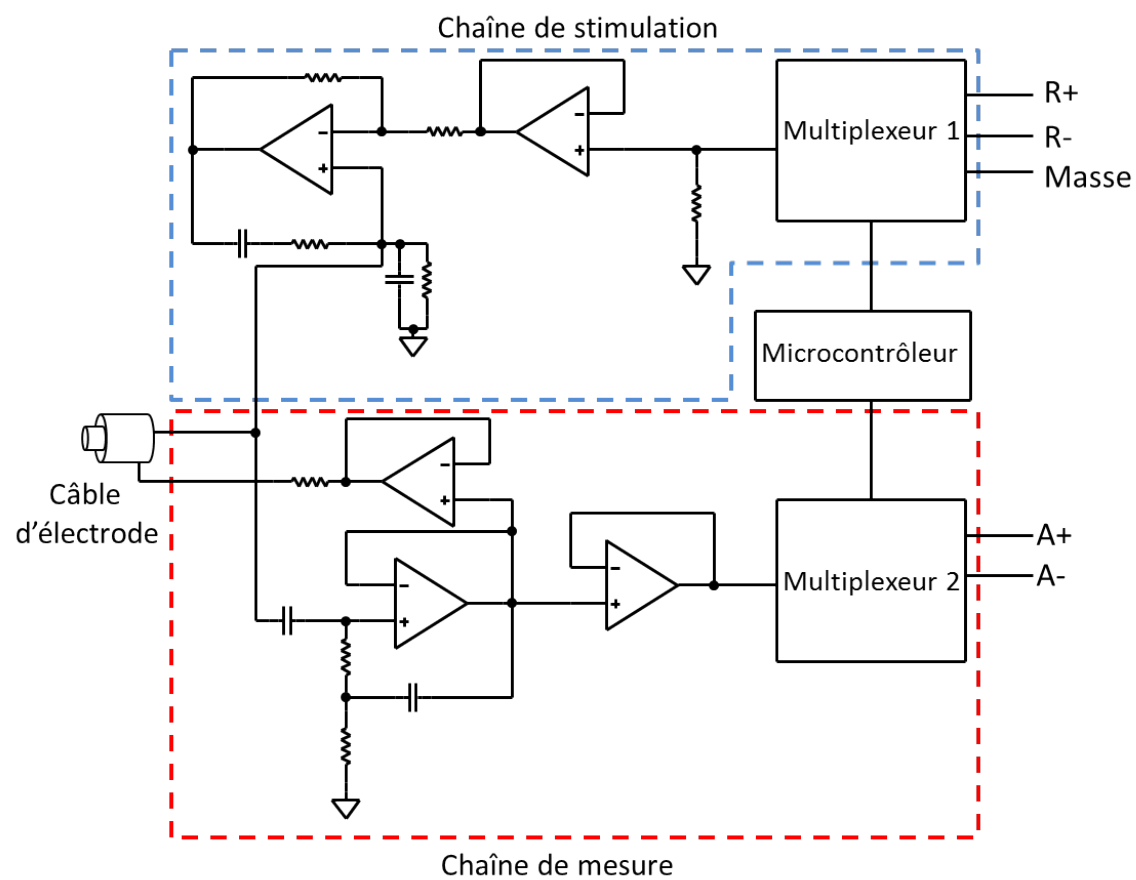 Chaîne de stimulation
Multiplexeur 1
R+
R-
Masse
Microcontrôleur
Câble
d'électrode
Multiplexeur 2
A+
A-
Chaîne de mesure
-
+
-
+
-
+
-
+
-
+